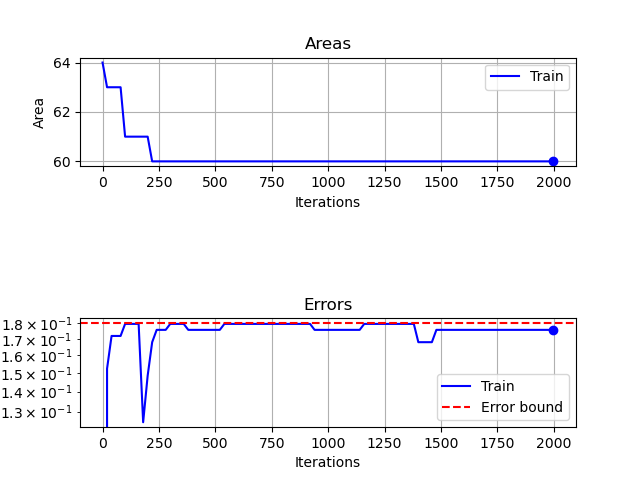 Areas
64
62
60
Area
Train
0 250 500 750 1000 1250 1500 1750 2000
Iterations
Errors
1.8 × 10⁻¹
1.7 × 10⁻¹
1.6 × 10⁻¹
1.5 × 10⁻¹
1.4 × 10⁻¹
1.3 × 10⁻¹
Train
Error bound
0 250 500 750 1000 1250 1500 1750 2000
Iterations